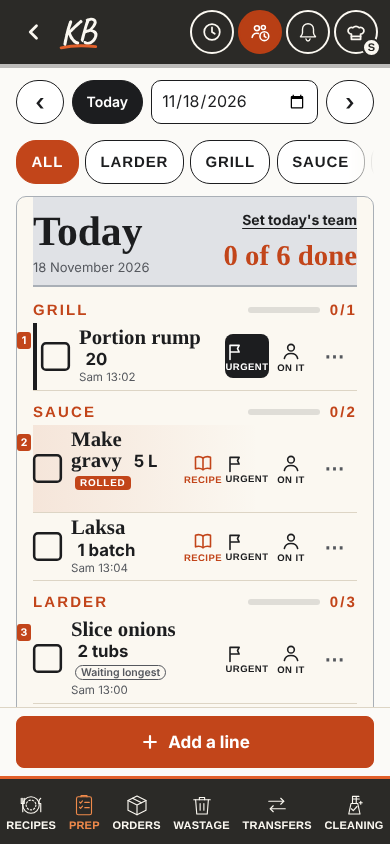 KB
S
‹
Today
11/18/2026
›
ALL
LARDER
GRILL
SAUCE
Today
Set today's team
18 November 2026
0 of 6 done
GRILL
0/1
1
Portion rump
20
Sam 13:02
URGENT
ON IT
...
SAUCE
0/2
2
Make
gravy 5 L
ROLLED
RECIPE
URGENT
ON IT
...
Laksa
1 batch
Sam 13:04
RECIPE
URGENT
ON IT
...
LARDER
0/3
3
Slice onions
2 tubs
Waiting longest
Sam 13:00
URGENT
ON IT
...
+ Add a line
RECIPES
PREP
ORDERS
WASTAGE
TRANSFERS
CLEANING